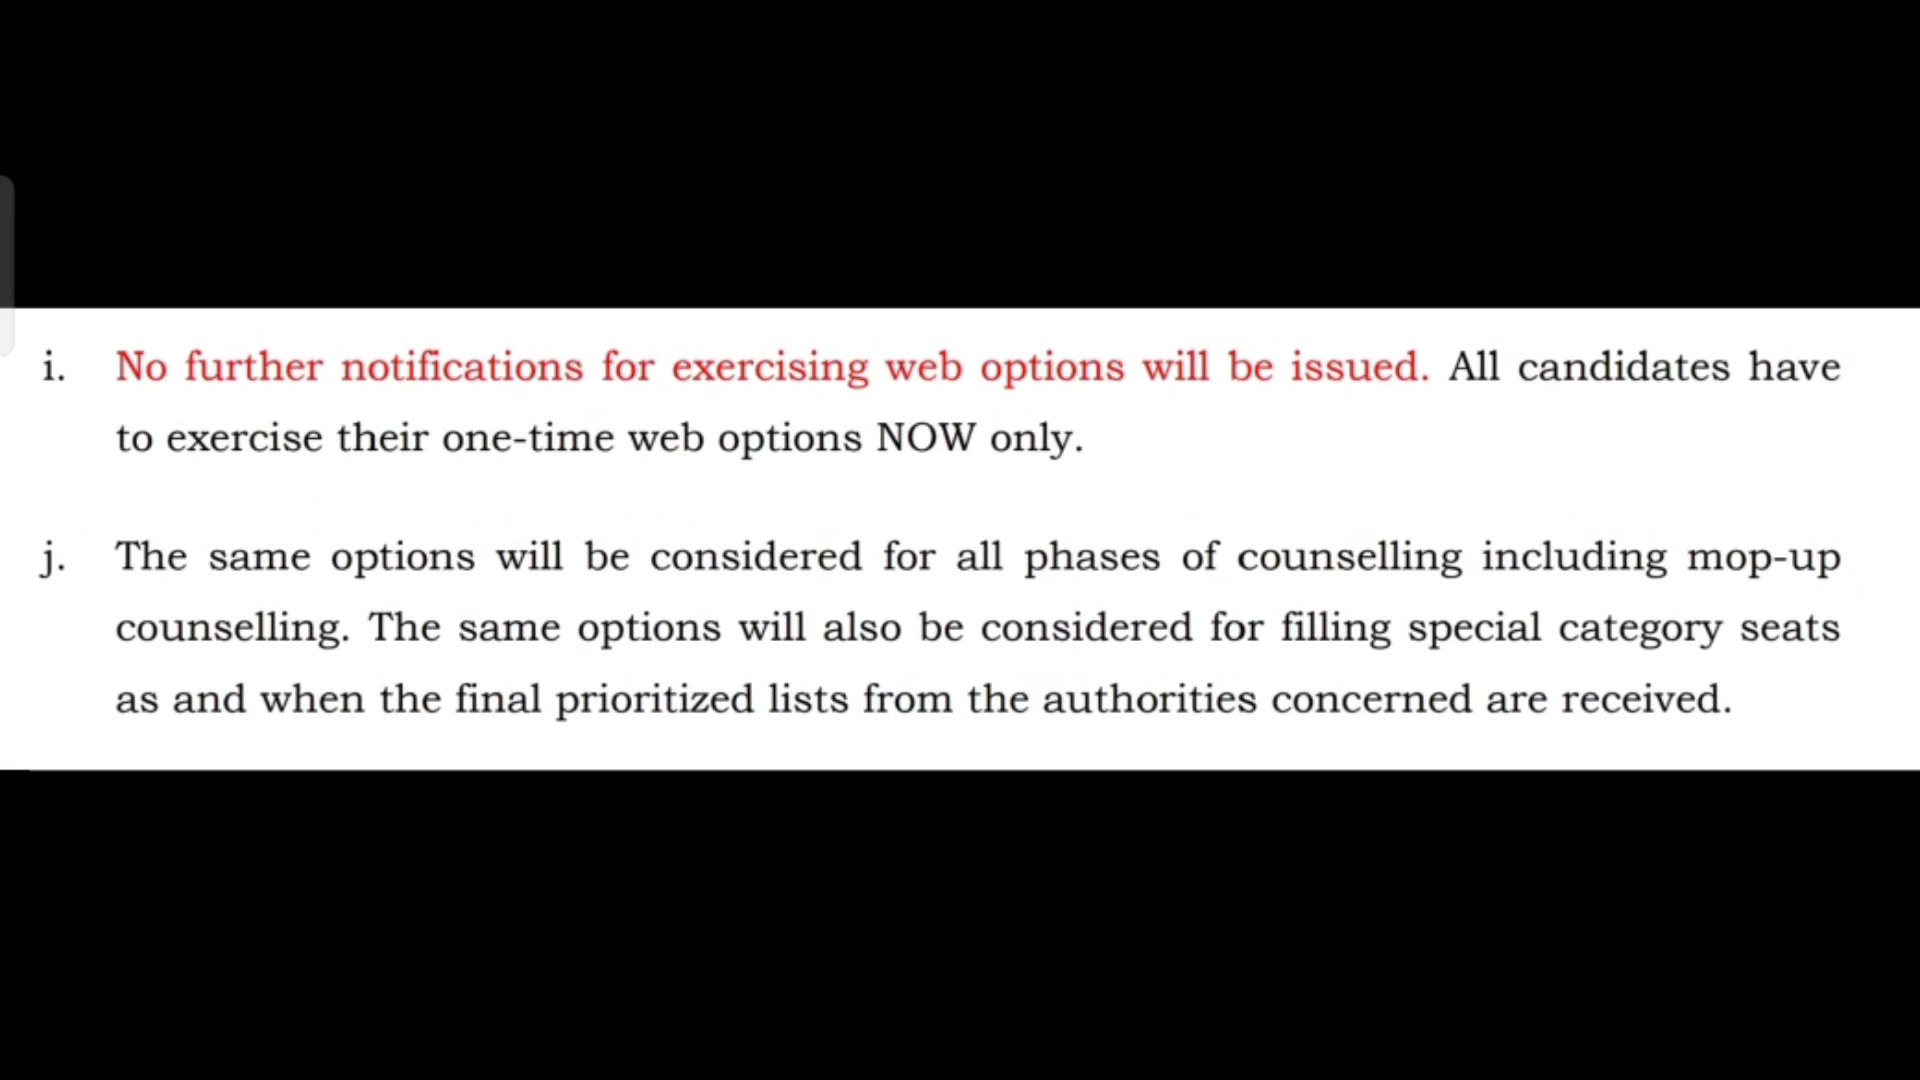 i. No further notifications for exercising web options will be issued. All candidates have
to exercise their one-time web options NOW only.
j. The same options will be considered for all phases of counselling including mop-up
counselling. The same options will also be considered for filling special category seats
as and when the final prioritized lists from the authorities concerned are received.